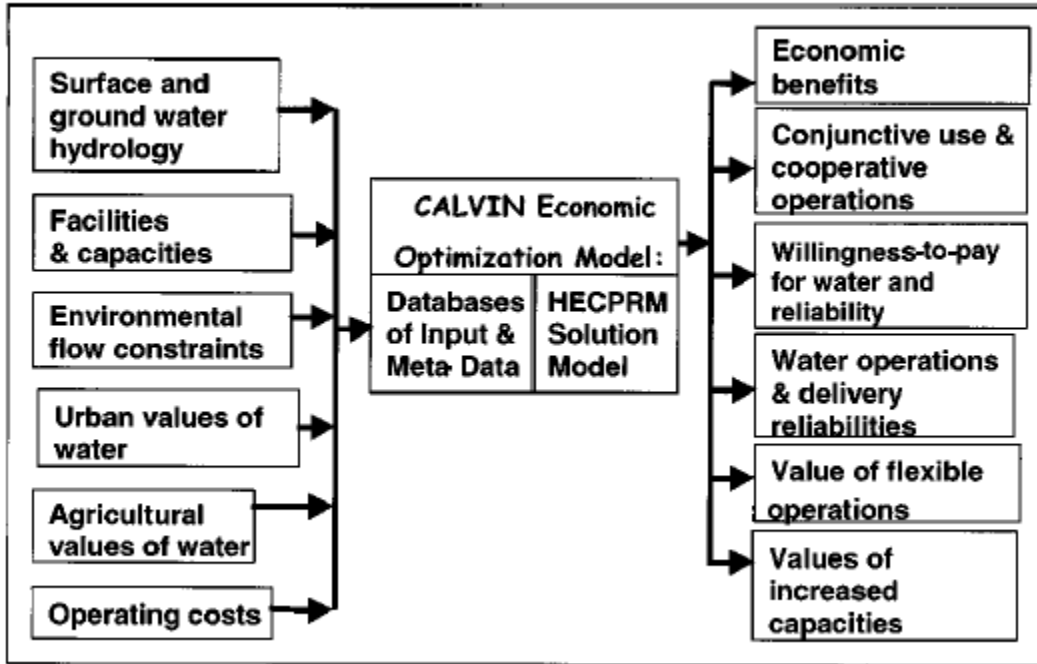 Surface and
ground water
hydrology
Facilities
& capacities
Environmental
flow constraints
Urban values of
water
Agricultural
values of water
Operating costs
CALVIN Economic
Optimization Model:
Databases
of Input &
Meta-Data
HECPRM
Solution
Model
Economic
benefits
Conjunctive use &
cooperative
operations
Willingness-to-pay
for water and
reliability
Water operations
& delivery
reliabilities
Value of flexible
operations
Values of
increased
capacities